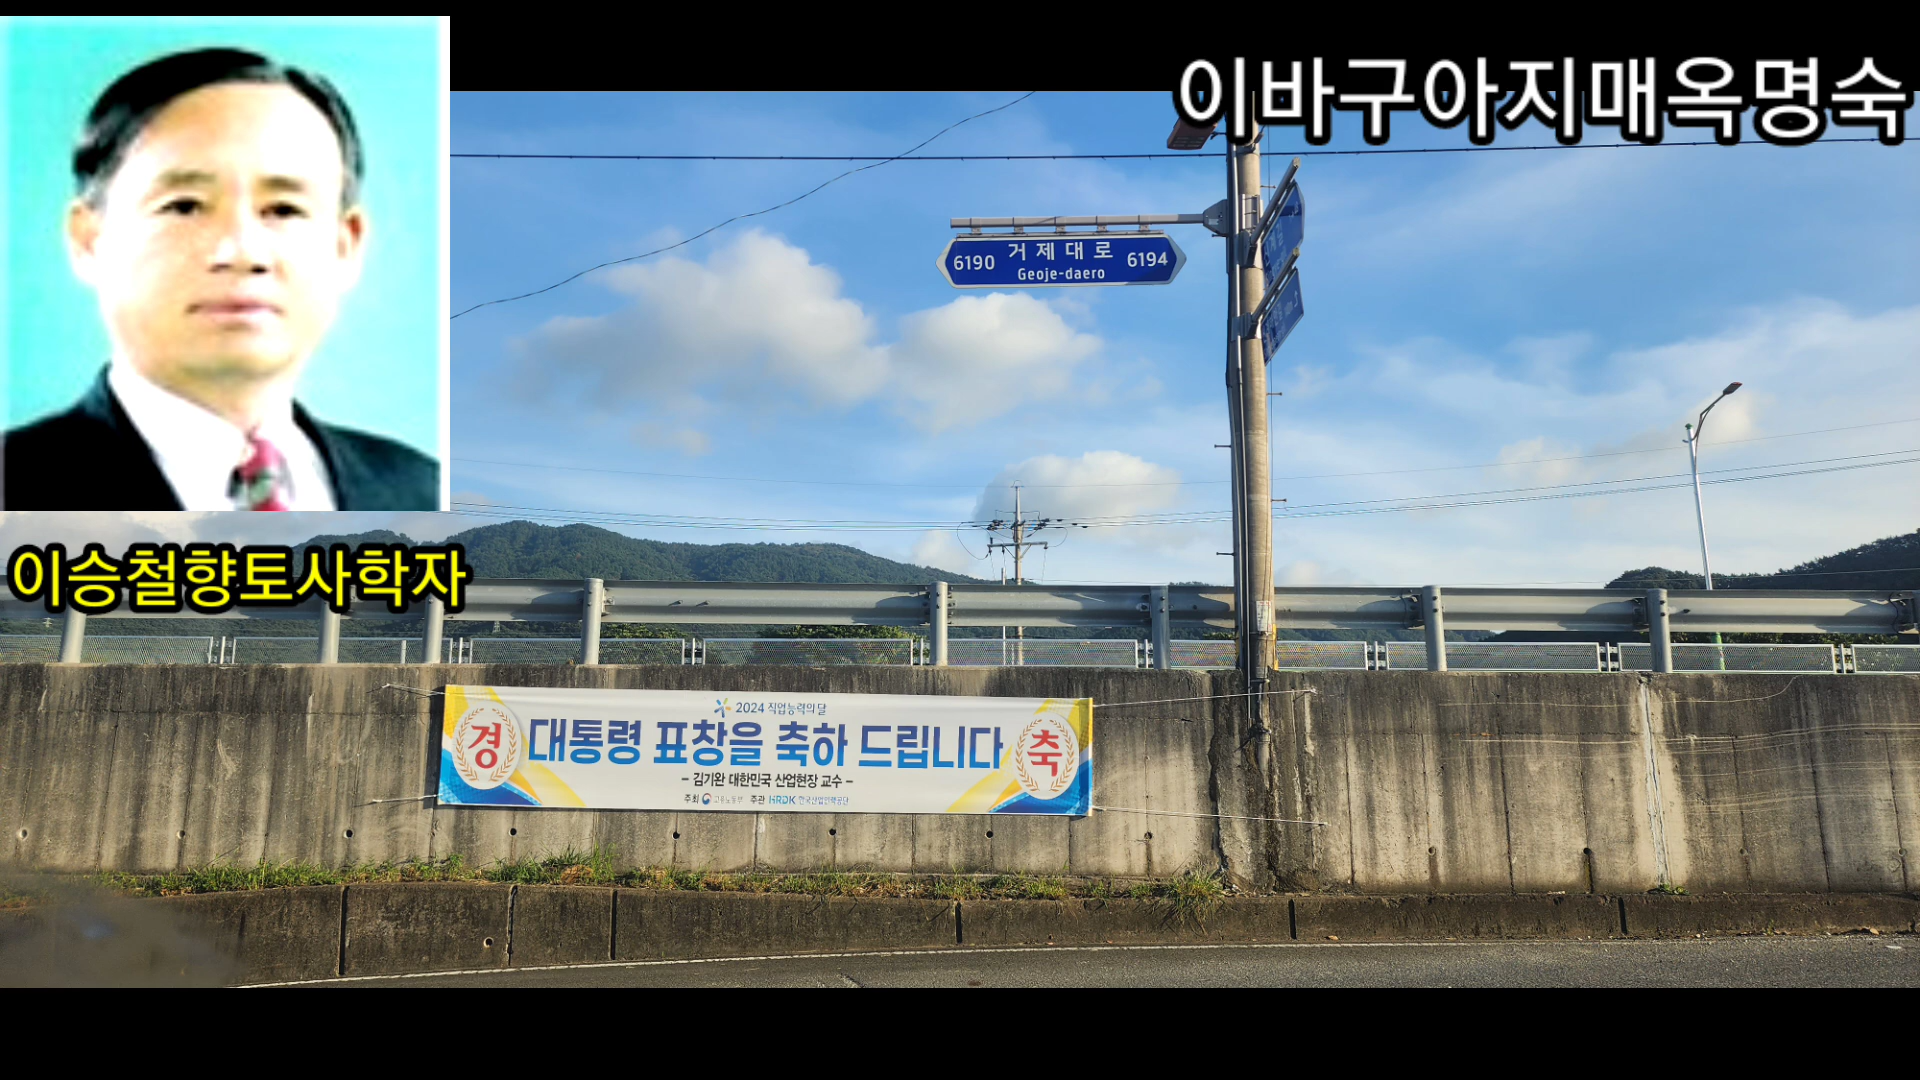 이바구아지매옥명숙
6190 거제대로 6194
Geoje-daero
이승철향토사학자
2024 직업능력의 달
경 대통령 표창을 축하 드립니다 축
– 김기완 대한민국 산업현장 교수 –
주최 고용노동부 주관 HRDK 한국산업인력공단